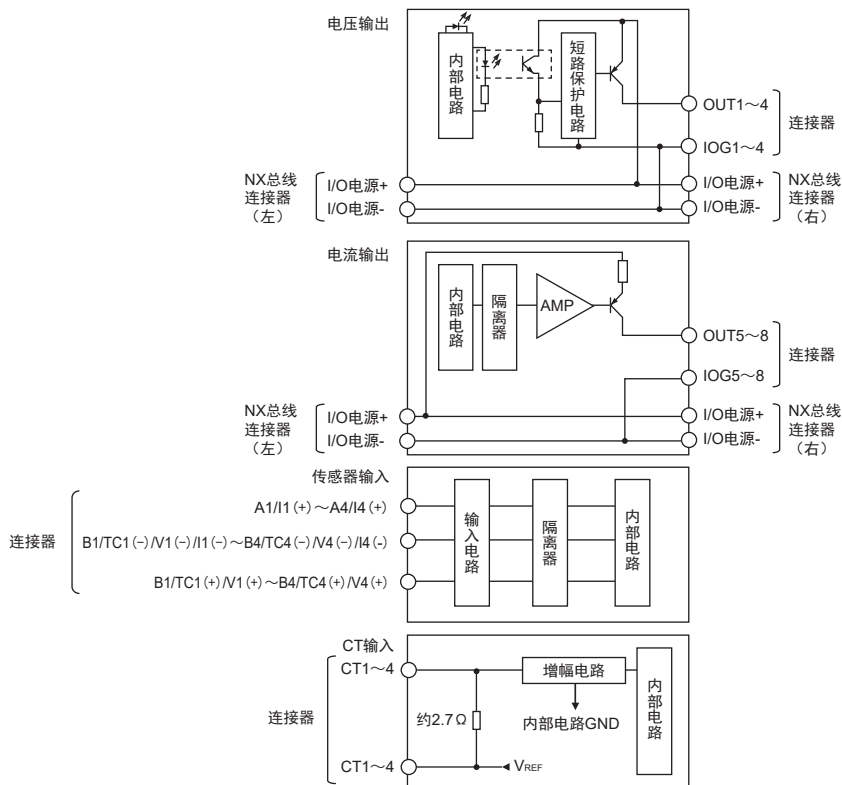 电压输出
内部电路
短路保护电路
OUT1～4
IOG1～4
连接器
NX总线
连接器
（左）
I/O电源+
I/O电源-
I/O电源+
I/O电源-
NX总线
连接器
（右）
电流输出
内部电路
隔离器
AMP
OUT5～8
IOG5～8
连接器
NX总线
连接器
（左）
I/O电源+
I/O电源-
I/O电源+
I/O电源-
NX总线
连接器
（右）
传感器输入
连接器
A1/I1 (+) ～A4/I4 (+)
B1/TC1 (−) /V1 (−) /I1 (−) ～B4/TC4 (−) /V4 (−) /I4 (-)
B1/TC1 (+) /V1 (+) ～B4/TC4 (+) /V4 (+)
输入电路
隔离器
内部电路
CT输入
CT1～4
连接器
CT1～4
约2.7Ω
增幅电路
内部电路GND
VREF
内部电路